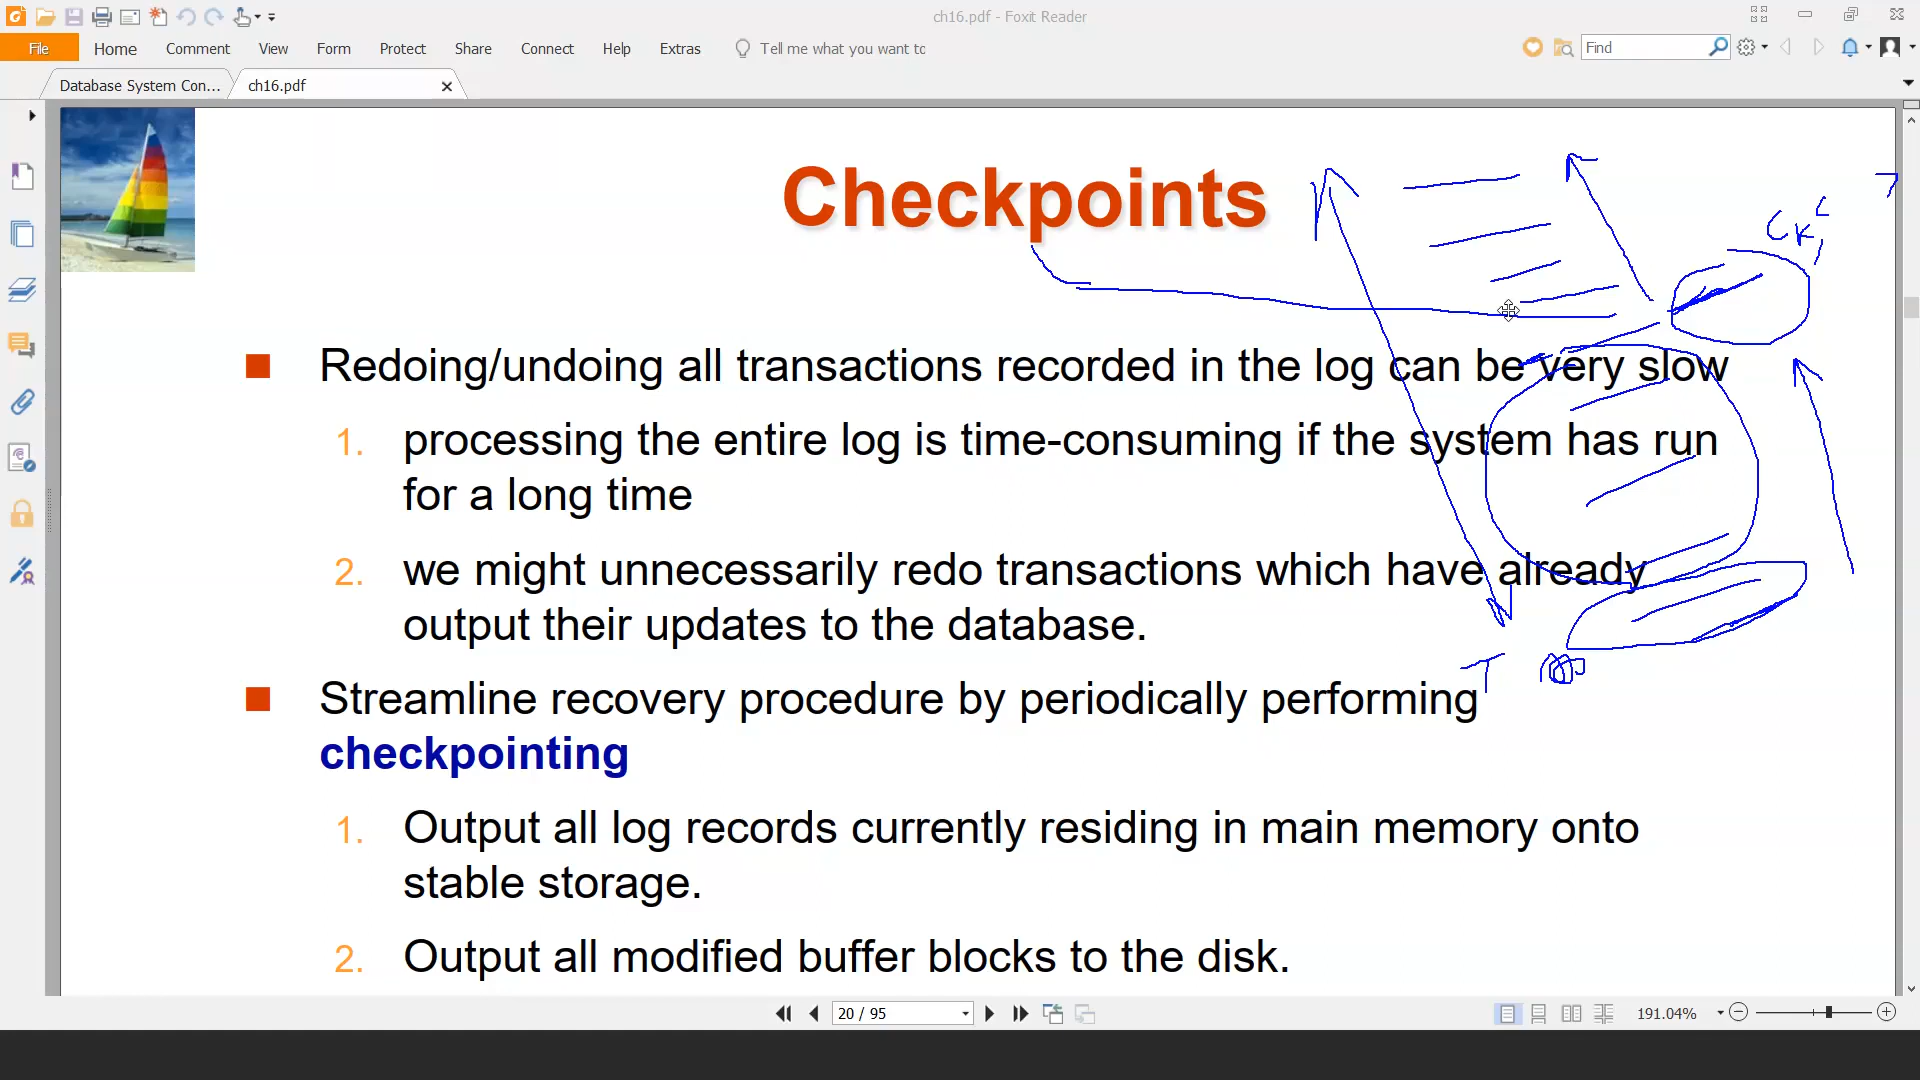 ch16.pdf - Foxit Reader
File Home Comment View Form Protect Share Connect Help Extras Tell me what you want to
Find
Database System Con... ch16.pdf
Checkpoints
Redoing/undoing all transactions recorded in the log can be very slow
1. processing the entire log is time-consuming if the system has run
for a long time
2. we might unnecessarily redo transactions which have already
output their updates to the database.
Streamline recovery procedure by periodically performing
checkpointing
1. Output all log records currently residing in main memory onto
stable storage.
2. Output all modified buffer blocks to the disk.
20 / 95
191.04%